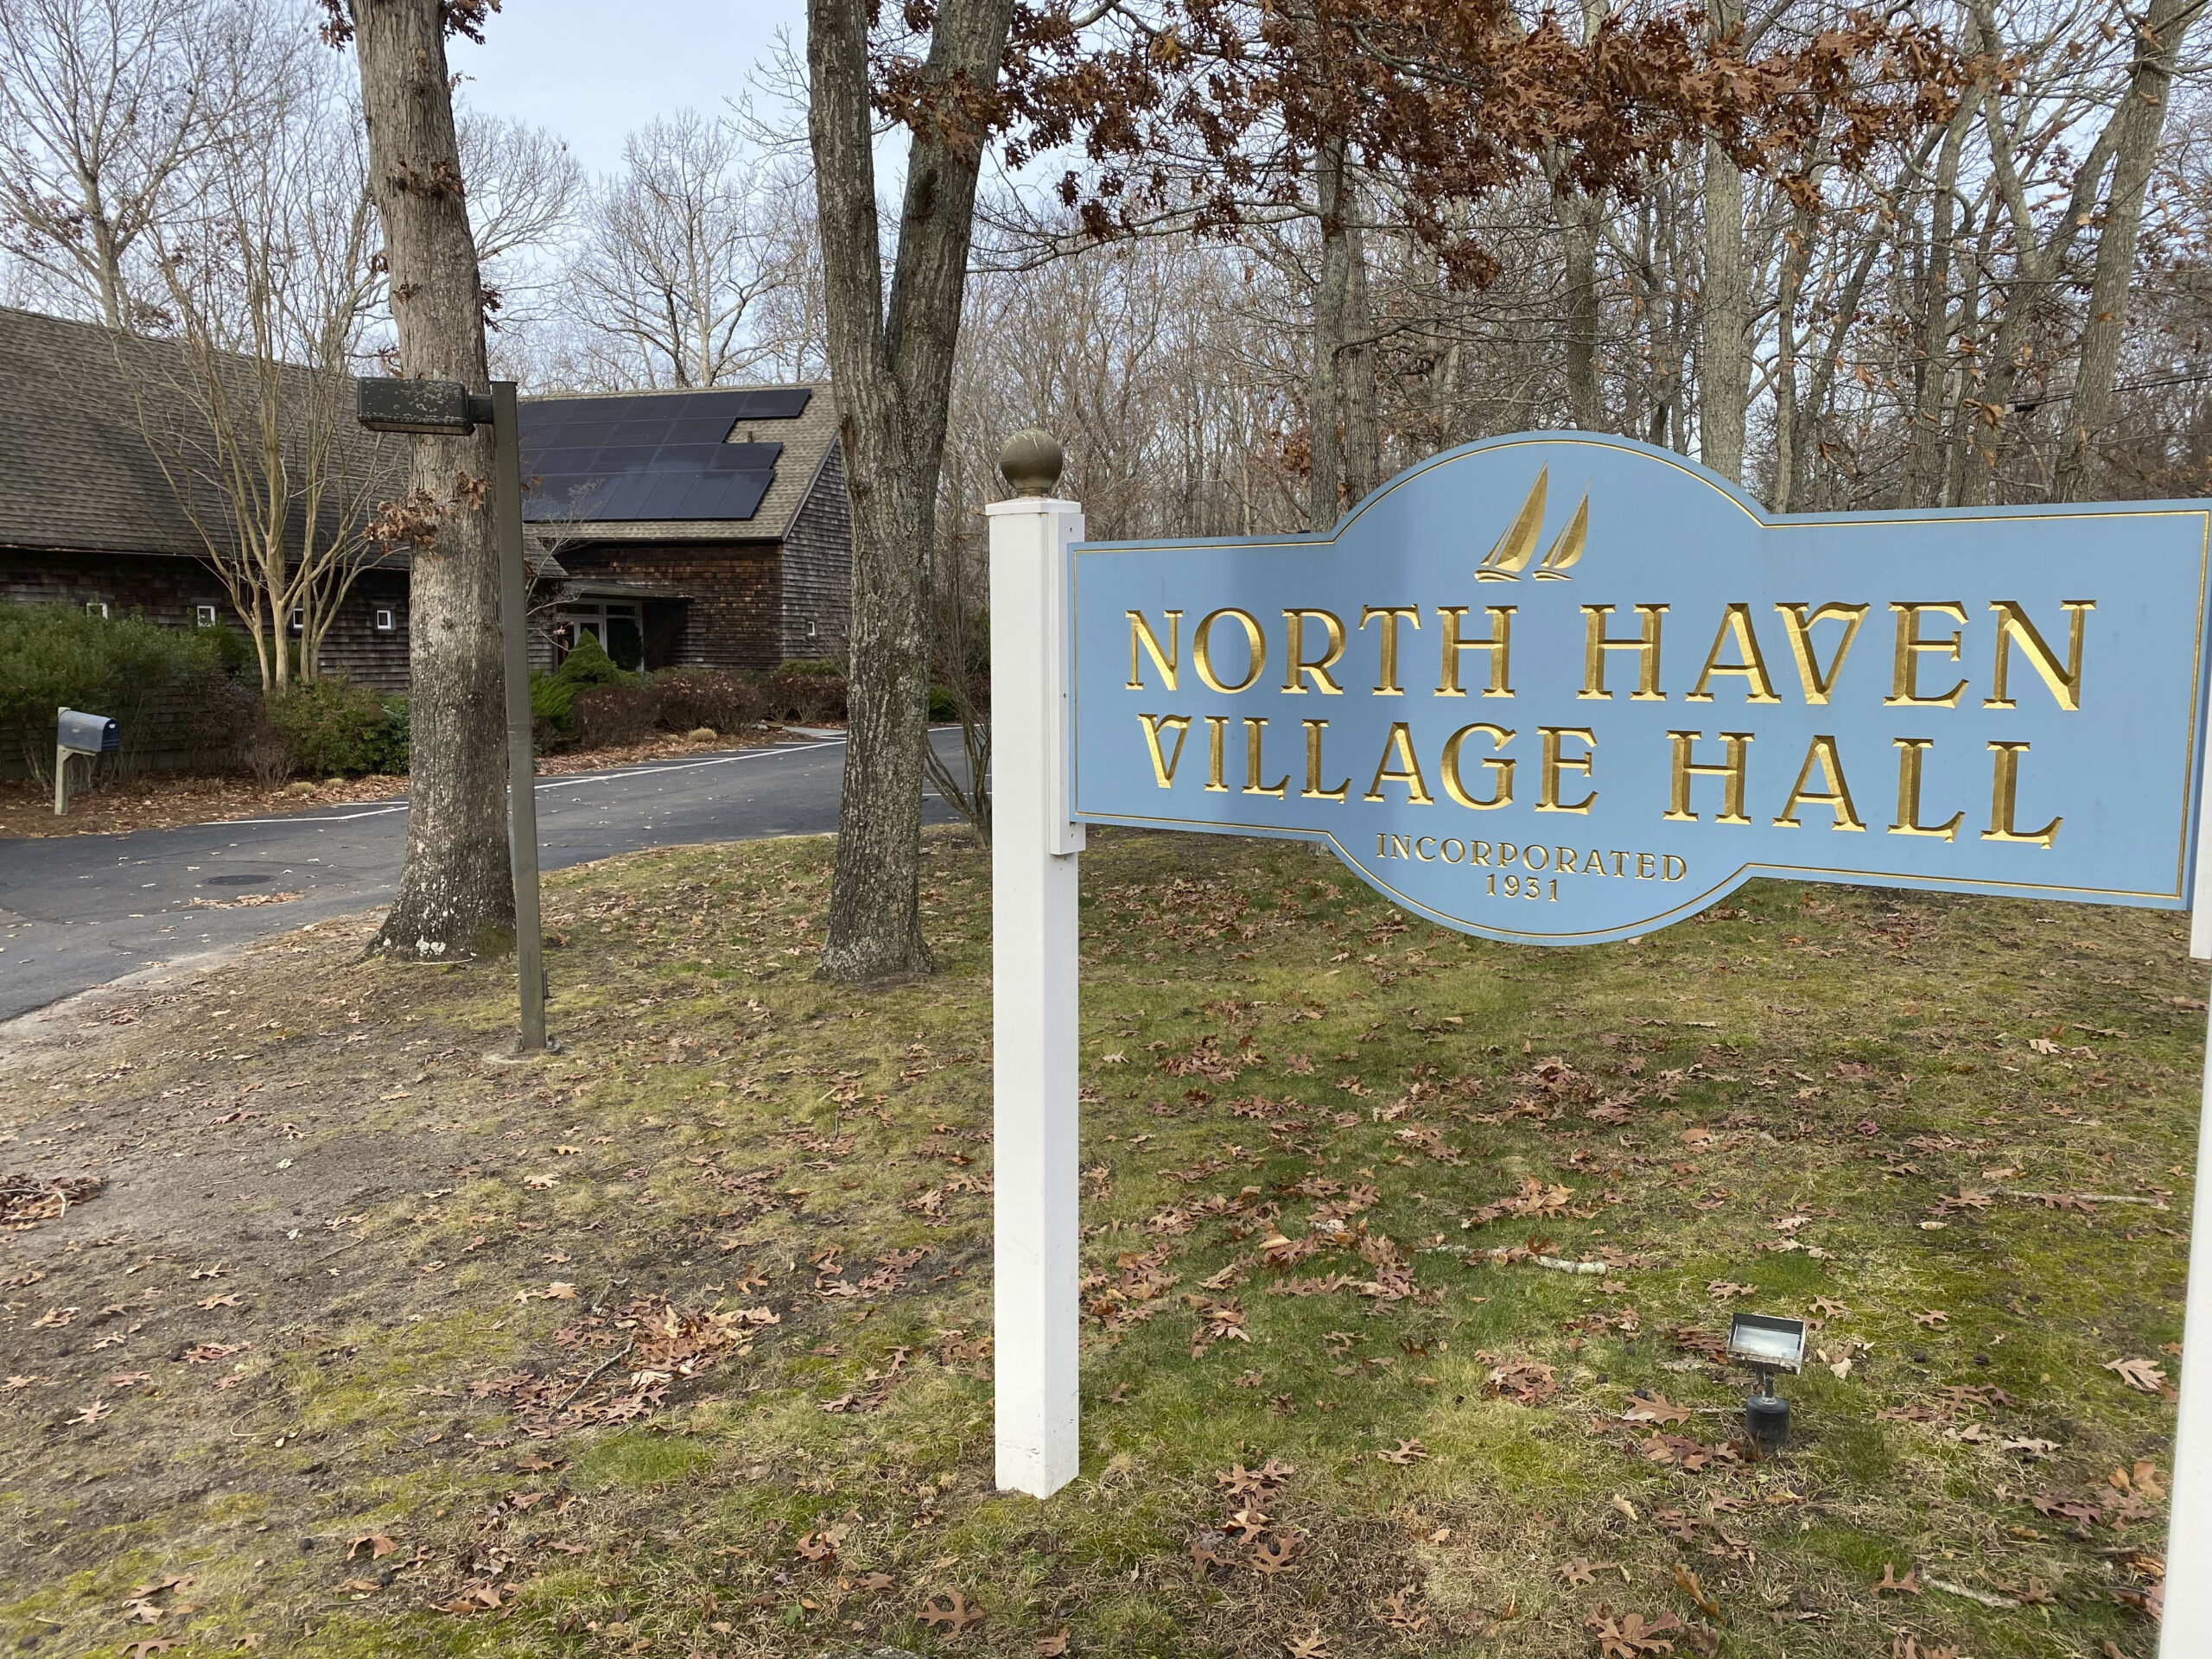 NORTH HAVEN
VILLAGE HALL
INCORPORATED
1931